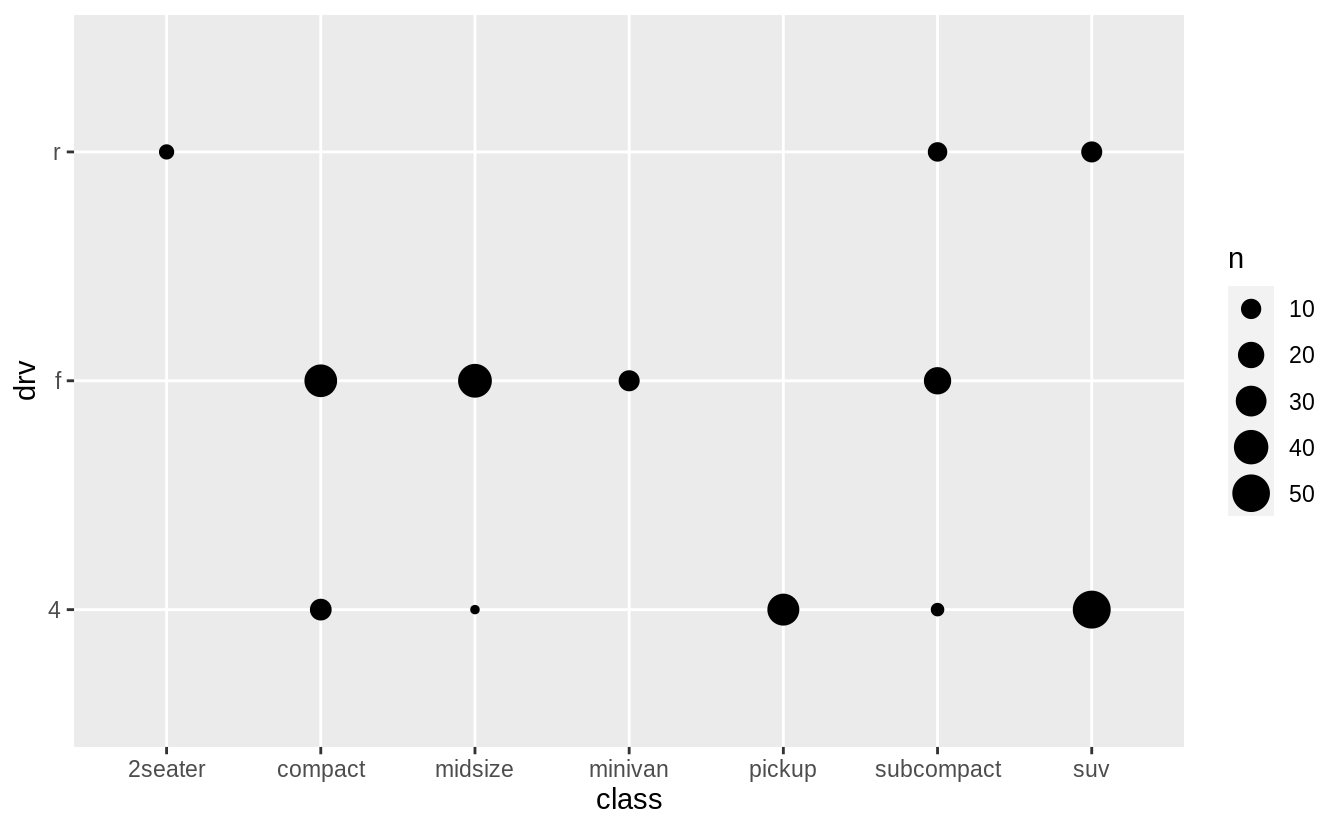 r
f
4
drv
2seater compact midsize minivan pickup subcompact suv
class
n
10
20
30
40
50